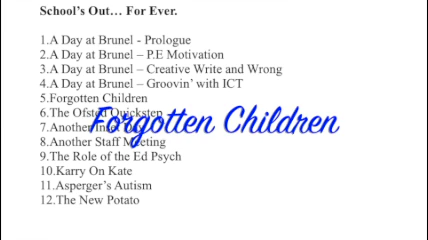 School's Out… For Ever.
1.A Day at Brunel - Prologue
2.A Day at Brunel – P.E Motivation
3.A Day at Brunel – Creative Write and Wrong
4.A Day at Brunel – Groovin' with ICT
5.Forgotten Children
6.The Ofsted Quickstep
7.Another Inset Day
Forgotten Children
8.Another Staff Meeting
9.The Role of the Ed Psych
10.Karry On Kate
11.Asperger's Autism
12.The New Potato